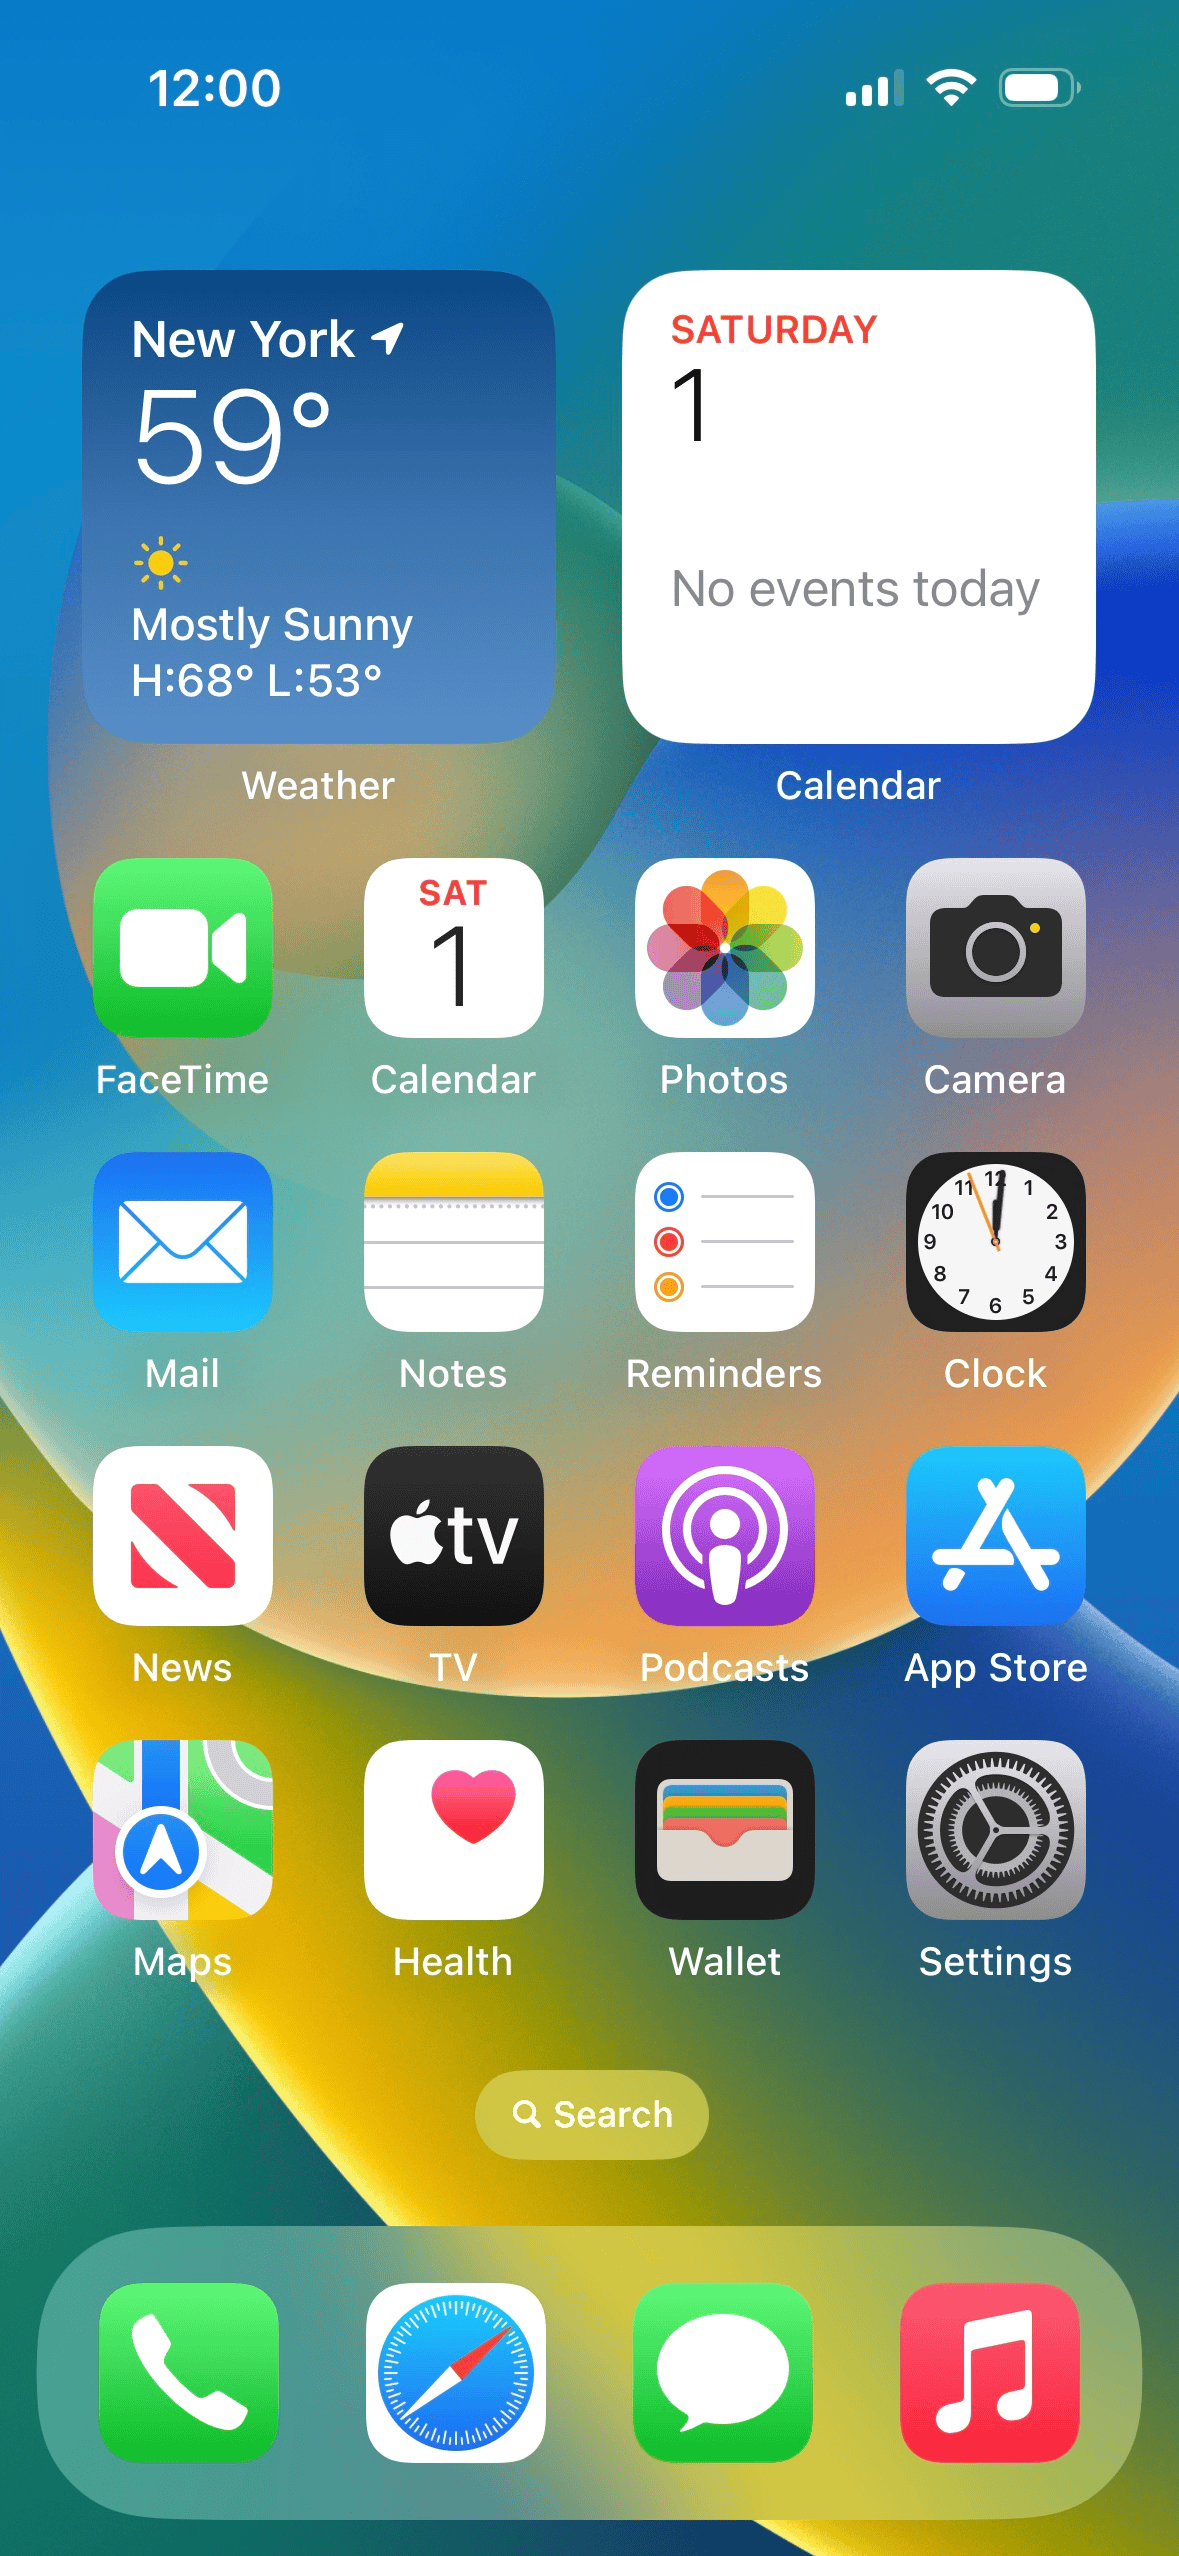 12:00
New York
59°
Mostly Sunny
H:68° L:53°
Weather
SATURDAY
1
No events today
Calendar
FaceTime
SAT
1
Calendar
Photos
Camera
Mail
Notes
Reminders
12
1
2
3
4
5
6
7
8
9
10
11
Clock
News
tv
TV
Podcasts
App Store
Maps
Health
Wallet
Settings
Search